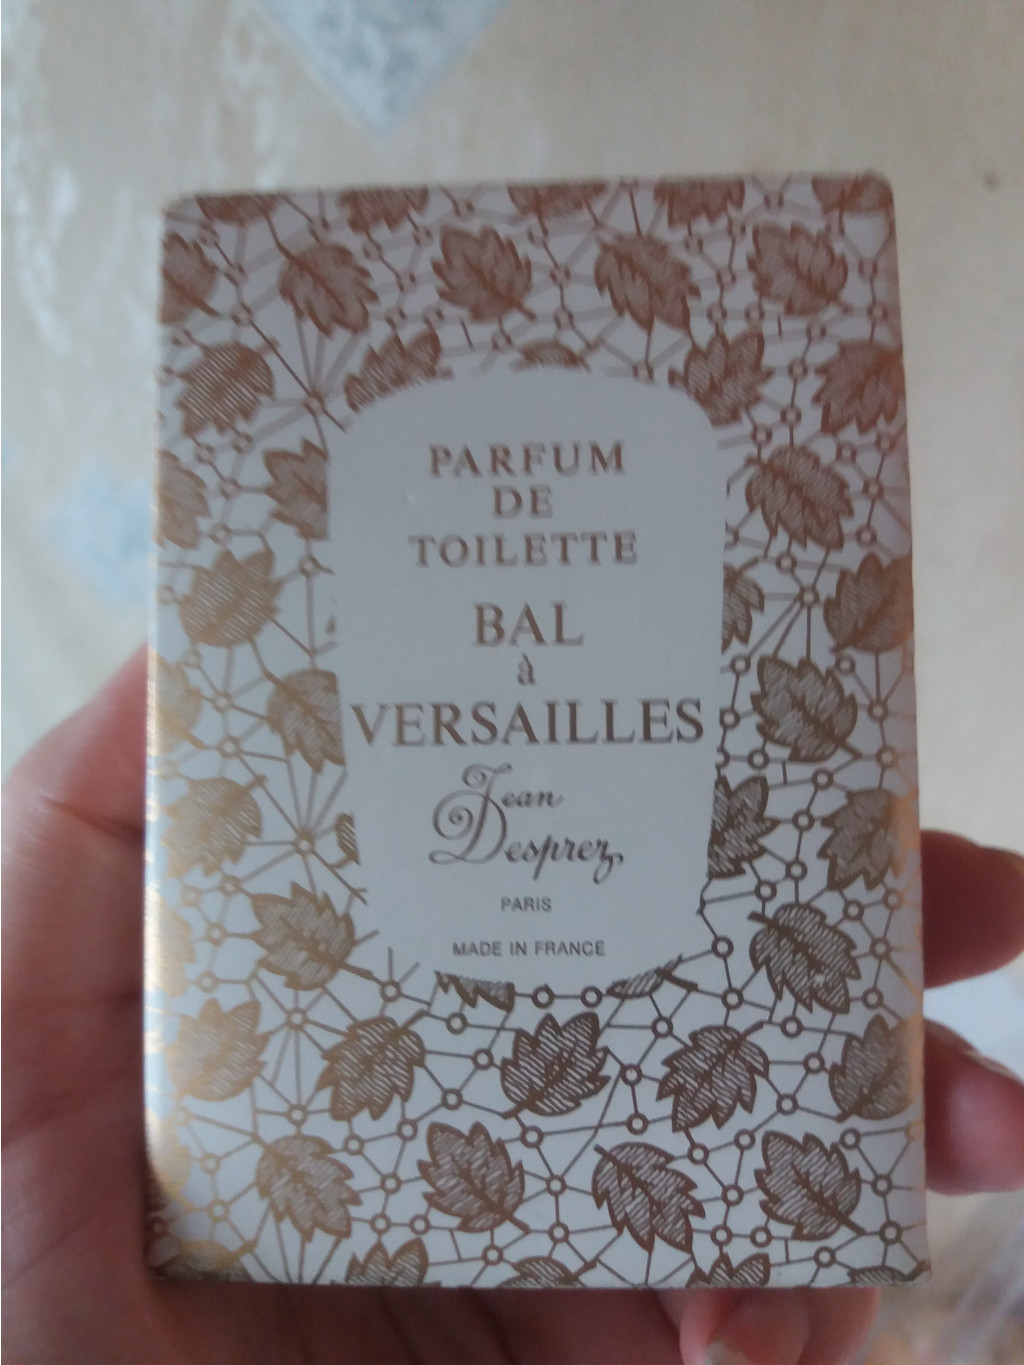 PARFUM
DE
TOILETTE
BAL
à
VERSAILLES
Jean
Desprez
PARIS
MADE IN FRANCE